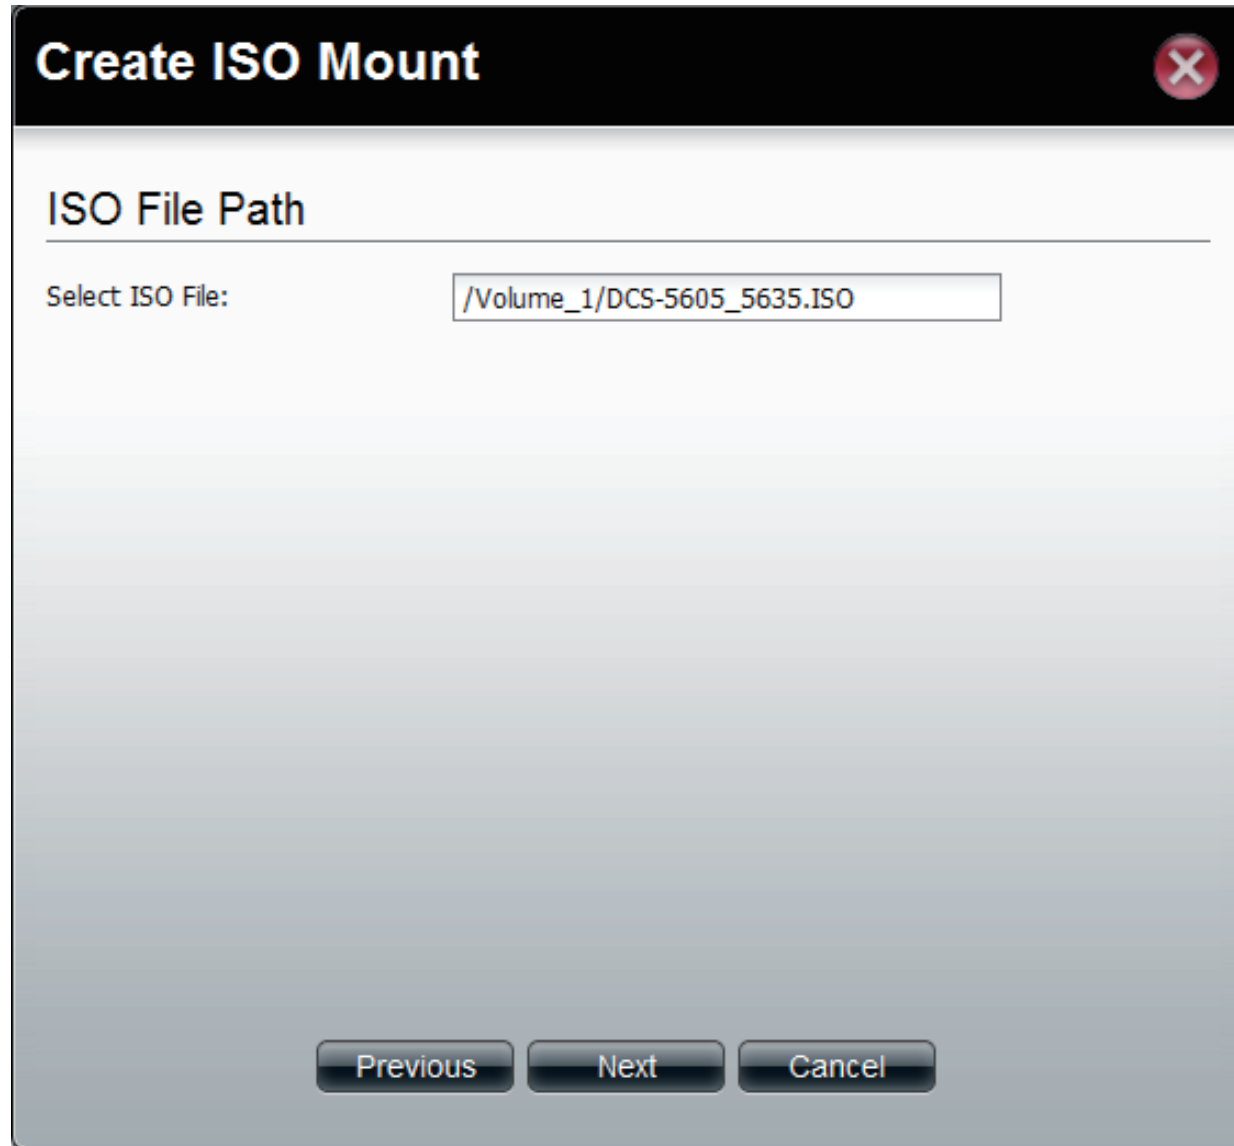 Create ISO Mount
ISO File Path
Select ISO File: /Volume_1/DCS-5605_5635.ISO
Previous Next Cancel